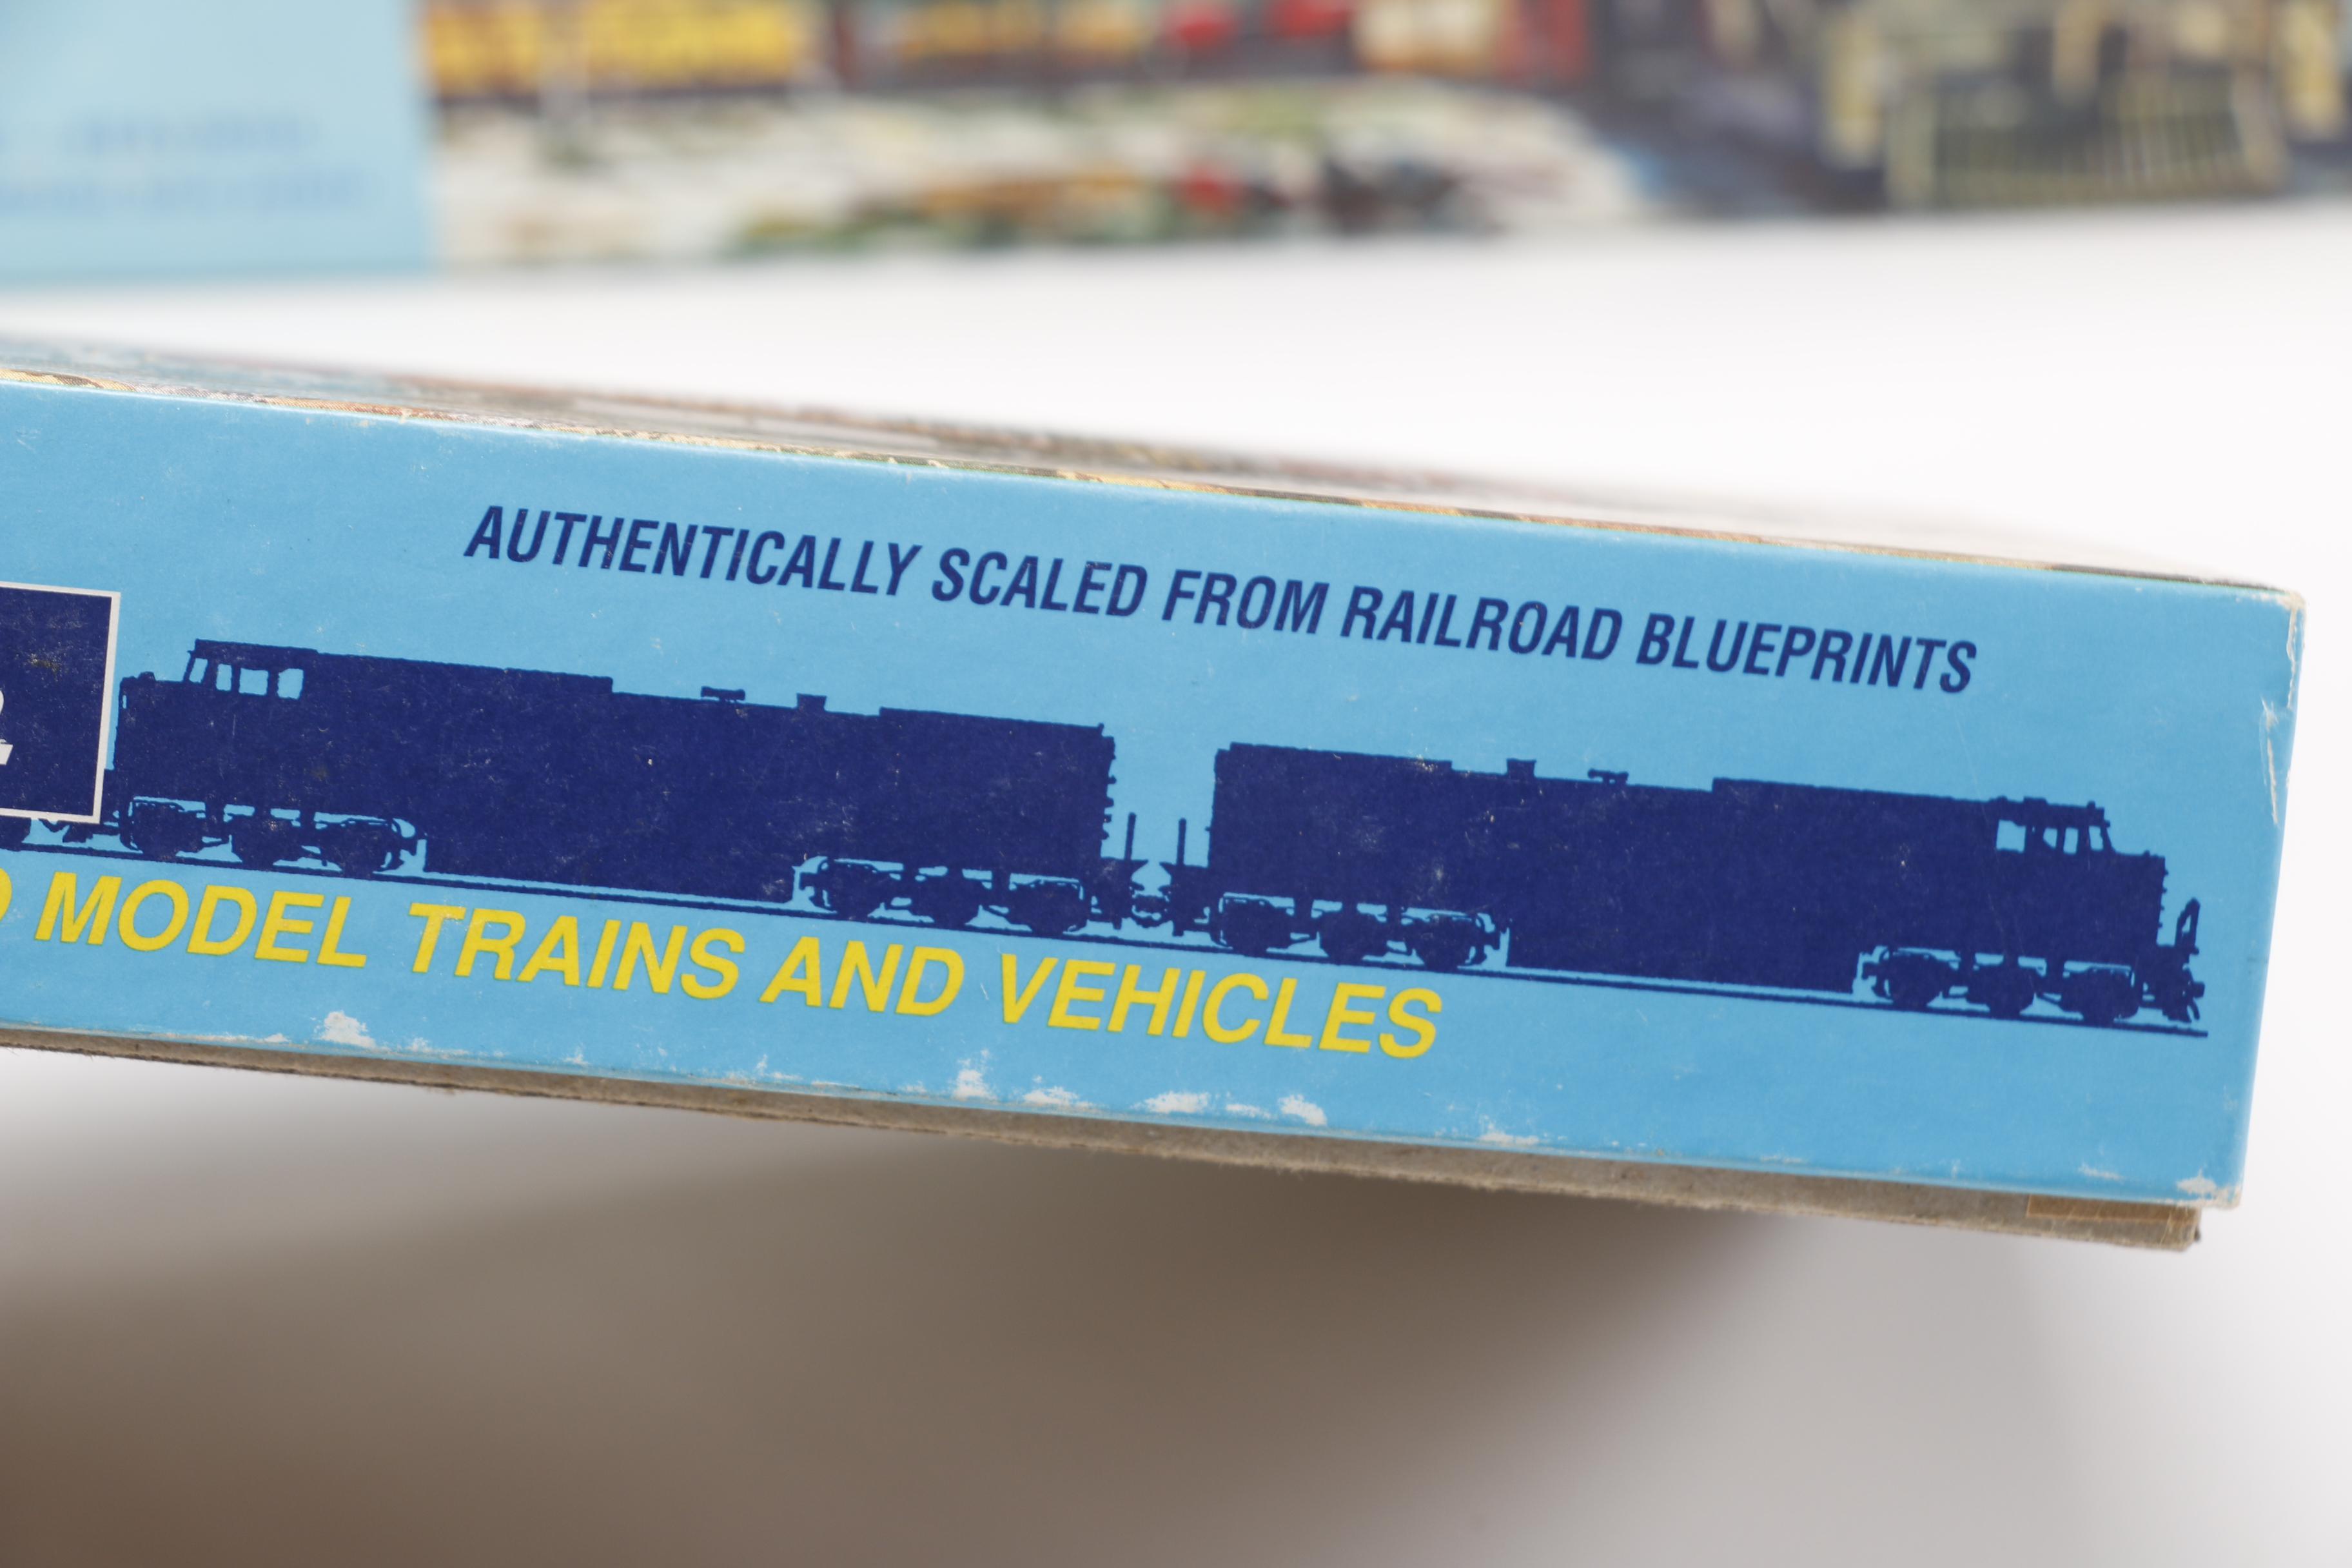 AUTHENTICALLY SCALED FROM RAILROAD BLUEPRINTS
MODEL TRAINS AND VEHICLES